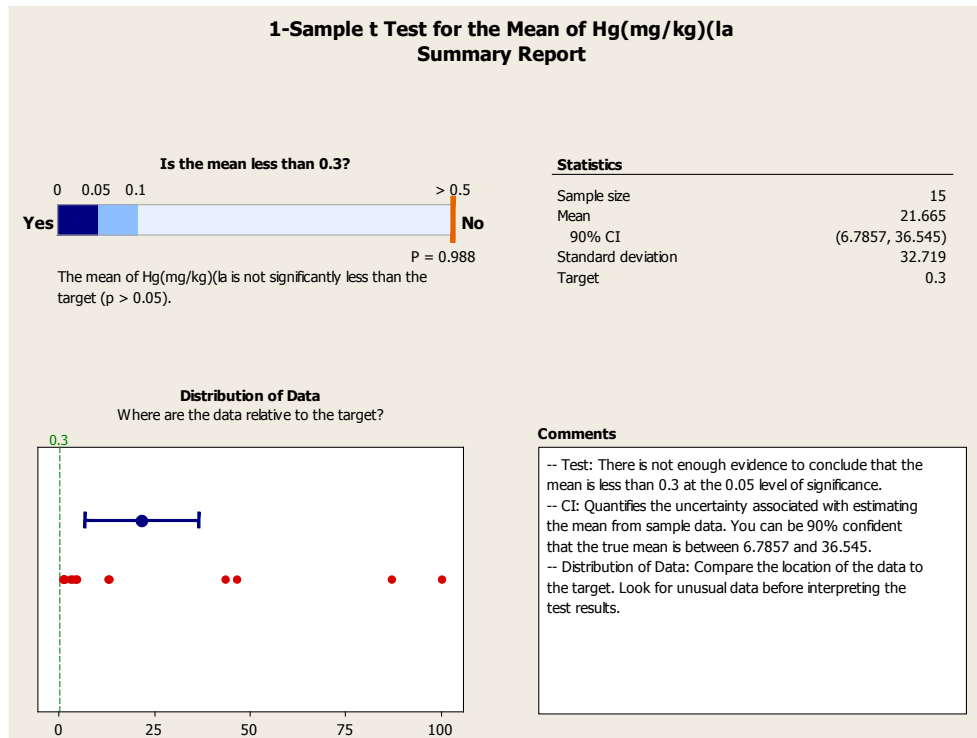 1-Sample t Test for the Mean of Hg(mg/kg)(la
Summary Report
Is the mean less than 0.3?
0 0.05 0.1 > 0.5
Yes No
P = 0.988
The mean of Hg(mg/kg)(la is not significantly less than the
target (p > 0.05).
Statistics
Sample size 15
Mean 21.665
90% CI (6.7857, 36.545)
Standard deviation 32.719
Target 0.3
Distribution of Data
Where are the data relative to the target?
0.3
0 25 50 75 100
Comments
-- Test: There is not enough evidence to conclude that the
mean is less than 0.3 at the 0.05 level of significance.
-- CI: Quantifies the uncertainty associated with estimating
the mean from sample data. You can be 90% confident
that the true mean is between 6.7857 and 36.545.
-- Distribution of Data: Compare the location of the data to
the target. Look for unusual data before interpreting the
test results.